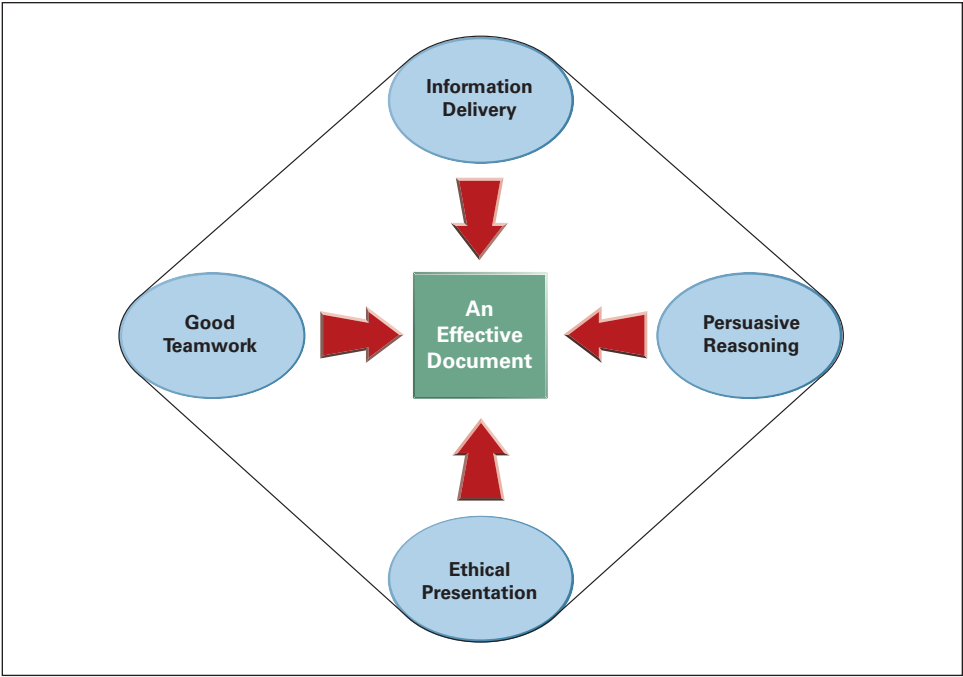 Information
Delivery
Good
Teamwork
An
Effective
Document
Persuasive
Reasoning
Ethical
Presentation